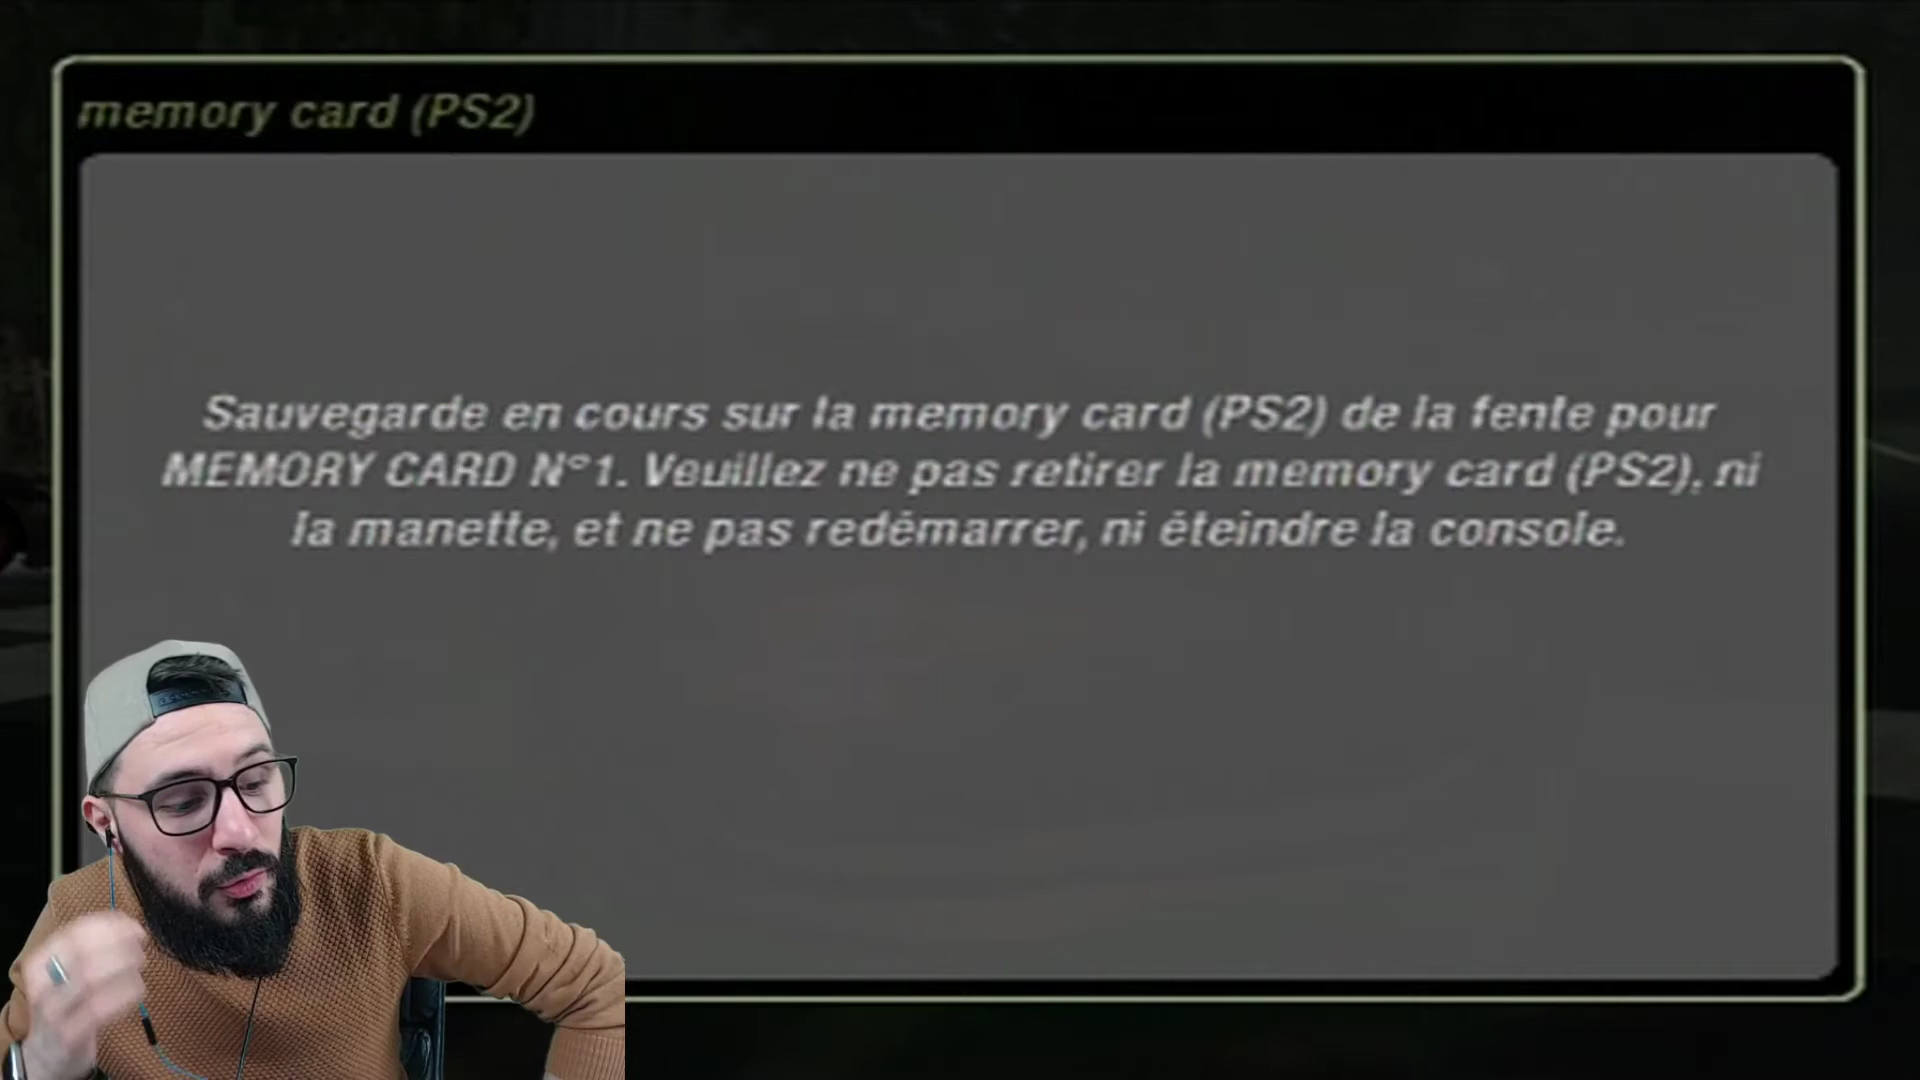 memory card (PS2)
Sauvegarde en cours sur la memory card (PS2) de la fente pour
MEMORY CARD N°1. Veuillez ne pas retirer la memory card (PS2), ni
la manette, et ne pas redémarrer, ni éteindre la console.